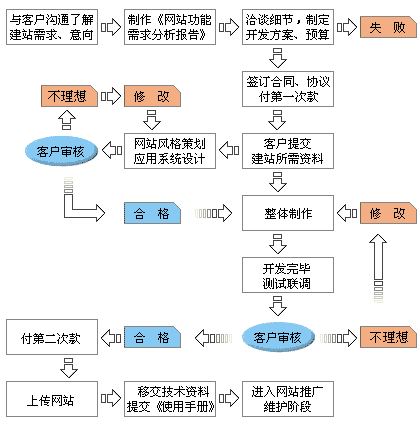 与客户沟通了解
建站需求、意向
制作《网站功能
需求分析报告》
洽谈细节，制定
开发方案、预算
失 败
签订合同、协议
付第一次款
不理想
修 改
客户审核
网站风格策划
应用系统设计
客户提交
建站所需资料
合 格
整体制作
修 改
开发完毕
测试联调
付第二次款
合 格
客户审核
不理想
上传网站
移交技术资料
提交《使用手册》
进入网站推广
维护阶段